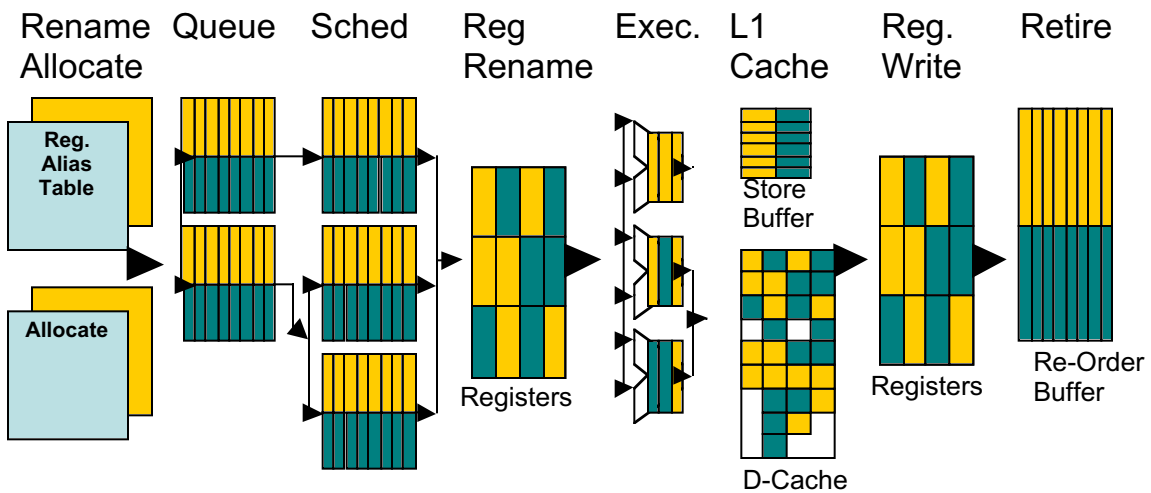 Rename Queue Sched Reg Exec. L1 Reg. Retire
Allocate Rename Cache Write
Reg.
Alias
Table
Allocate
Registers
Store
Buffer
D-Cache
Registers
Re-Order
Buffer